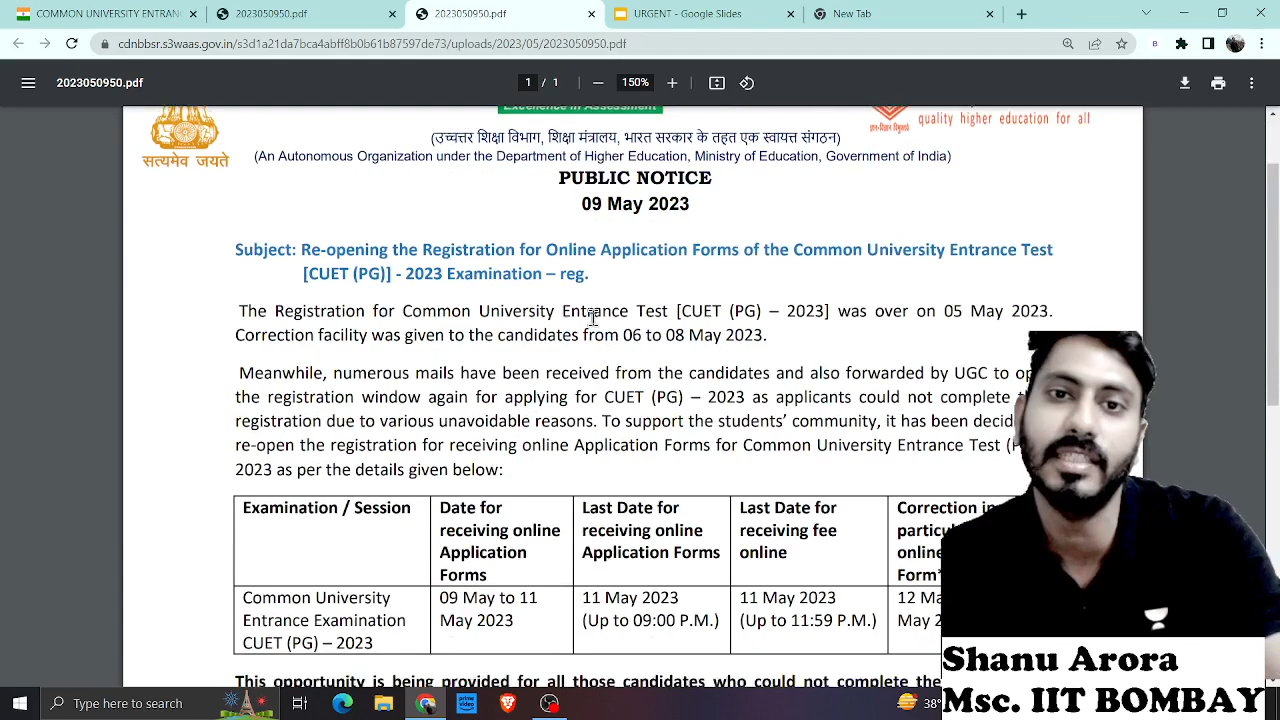 COMMON UNIVERSITY ENTRANC
2023050950.pdf
2023050950.pdf
URGENT - Google Slides
New Tab
cdnbbsr.s3waas.gov.in/s3d1a21da7bca4abff8b0b61b87597de73/uploads/2023/05/2023050950.pdf
B
2023050950.pdf
1 / 1
150%
Excellence in Assessment
quality higher education for all
ज्ञान-विज्ञान विमुक्तये
सत्यमेव जयते
(उच्चत्तर शिक्षा विभाग, शिक्षा मंत्रालय, भारत सरकार के तहत एक स्वायत्त संगठन)
(An Autonomous Organization under the Department of Higher Education, Ministry of Education, Government of India)
PUBLIC NOTICE
09 May 2023
Subject: Re-opening the Registration for Online Application Forms of the Common University Entrance Test
[CUET (PG)] - 2023 Examination – reg.
The Registration for Common University Entrance Test [CUET (PG) – 2023] was over on 05 May 2023.
Correction facility was given to the candidates from 06 to 08 May 2023.
Meanwhile, numerous mails have been received from the candidates and also forwarded by UGC to op
the registration window again for applying for CUET (PG) – 2023 as applicants could not complete
registration due to various unavoidable reasons. To support the students’ community, it has been decid
re-open the registration for receiving online Application Forms for Common University Entrance Test
2023 as per the details given below:
Examination / Session
Date for
receiving online
Application
Forms
Last Date for
receiving online
Application Forms
Last Date for
receiving fee
online
Correction in
particul
online
Form*
Common University
Entrance Examination
CUET (PG) – 2023
09 May to 11
May 2023
11 May 2023
(Up to 09:00 P.M.)
11 May 2023
(Up to 11:59 P.M.)
12 Ma
May 2
This opportunity is being provided for all those candidates who could not complete the
Shanu Arora
Msc. IIT BOMBAY
Type here to search
prime video
38°